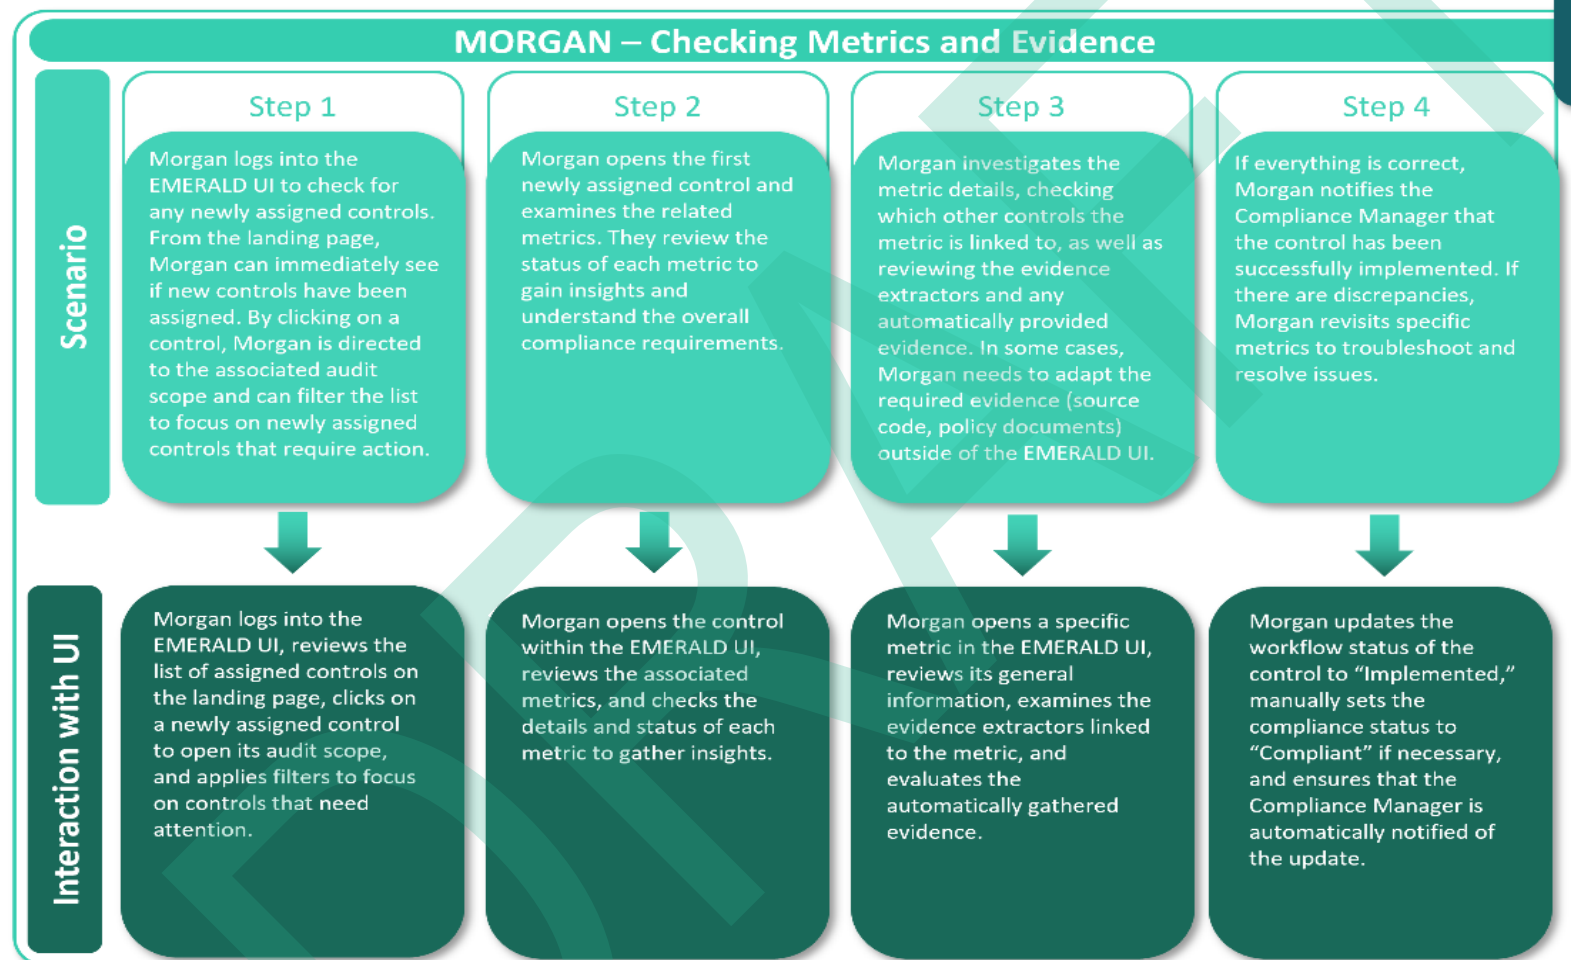 MORGAN – Checking Metrics and Evidence
Scenario
Step 1
Morgan logs into the
EMERALD UI to check for
any newly assigned controls.
From the landing page,
Morgan can immediately see
if new controls have been
assigned. By clicking on a
control, Morgan is directed
to the associated audit
scope and can filter the list
to focus on newly assigned
controls that require action.
Step 2
Morgan opens the first
newly assigned control and
examines the related
metrics. They review the
status of each metric to
gain insights and
understand the overall
compliance requirements.
Step 3
Morgan investigates the
metric details, checking
which other controls the
metric is linked to, as well as
reviewing the evidence
extractors and any
automatically provided
evidence. In some cases,
Morgan needs to adapt the
required evidence (source
code, policy documents)
outside of the EMERALD UI.
Step 4
If everything is correct,
Morgan notifies the
Compliance Manager that
the control has been
successfully implemented. If
there are discrepancies,
Morgan revisits specific
metrics to troubleshoot and
resolve issues.
Interaction with UI
Morgan logs into the
EMERALD UI, reviews the
list of assigned controls on
the landing page, clicks on
a newly assigned control
to open its audit scope,
and applies filters to focus
on controls that need
attention.
Morgan opens the control
within the EMERALD UI,
reviews the associated
metrics, and checks the
details and status of each
metric to gather insights.
Morgan opens a specific
metric in the EMERALD UI,
reviews its general
information, examines the
evidence extractors linked
to the metric, and
evaluates the
automatically gathered
evidence.
Morgan updates the
workflow status of the
control to “Implemented,”
manually sets the
compliance status to
“Compliant” if necessary,
and ensures that the
Compliance Manager is
automatically notified of
the update.